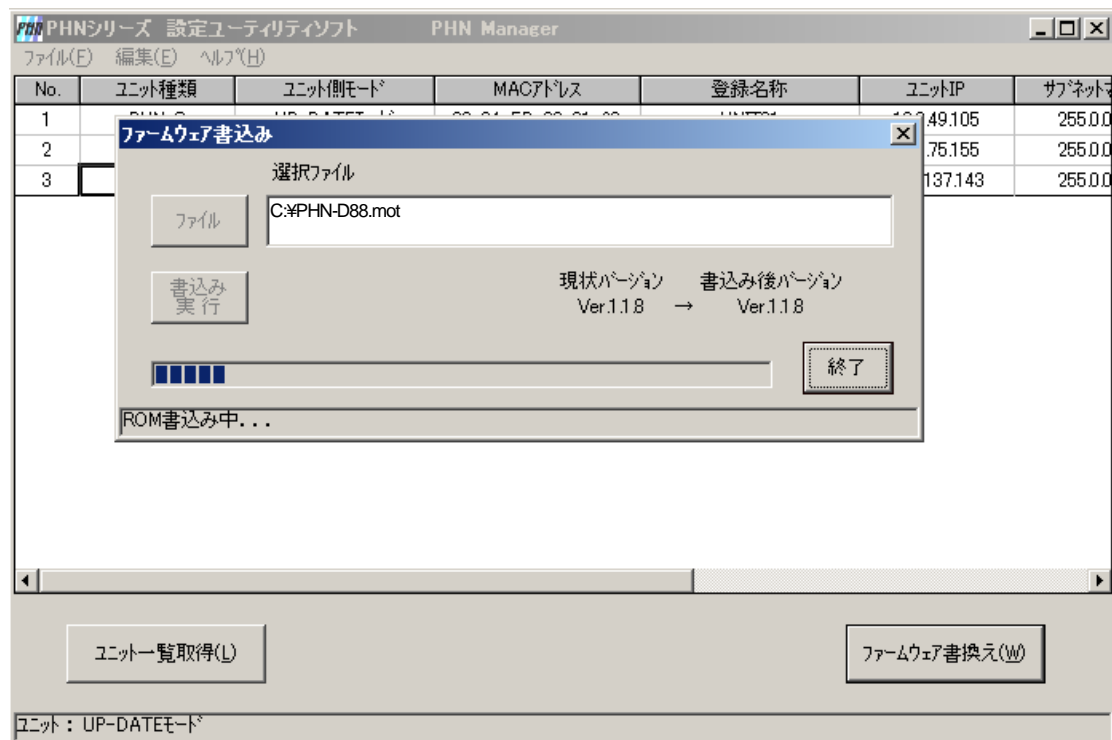 PHN PHNシリーズ 設定ユーティリティソフト PHN Manager
ファイル(F) 編集(E) ヘルプ(H)
No. ユニット種類 ユニット側モード MACアドレス 登録名称 ユニットIP サブネットマ
1 49.105 255.0.0
2 .75.155 255.0.0
3 137.143 255.0.0
ファームウェア書込み
選択ファイル
ファイル C:¥PHN-D88.mot
書込み
実行
現状バージョン 書込み後バージョン
Ver.1.1.8 → Ver.1.1.8
終了
ROM書込み中...
ユニット一覧取得(L) ファームウェア書換え(W)
ユニット : UP-DATEモード